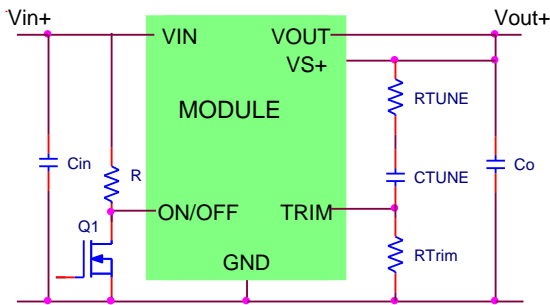 Vin+
Vout+
VIN
VOUT
VS+
RTUNE
MODULE
Cin
R
CTUNE
Co
ON/OFF
TRIM
Q1
RTrim
GND